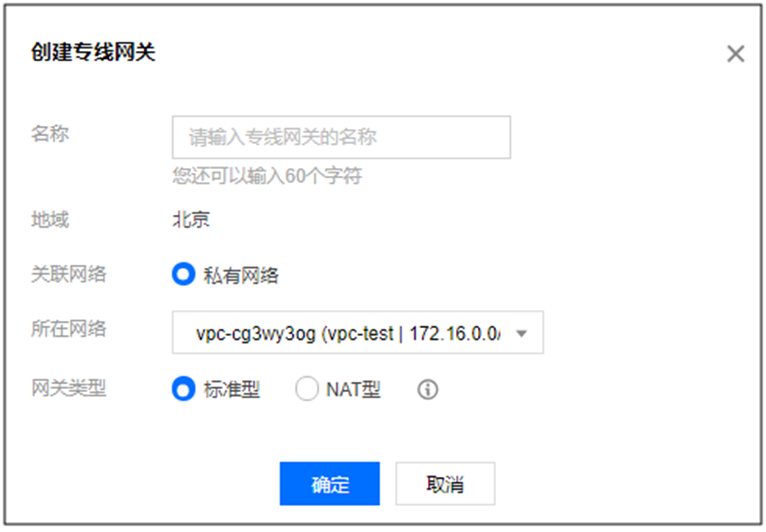 创建专线网关
名称
请输入专线网关的名称
您还可以输入60个字符
地域 北京
关联网络 私有网络
所在网络 vpc-cg3wy3og (vpc-test | 172.16.0.0/
网关类型 标准型 NAT型
确定 取消